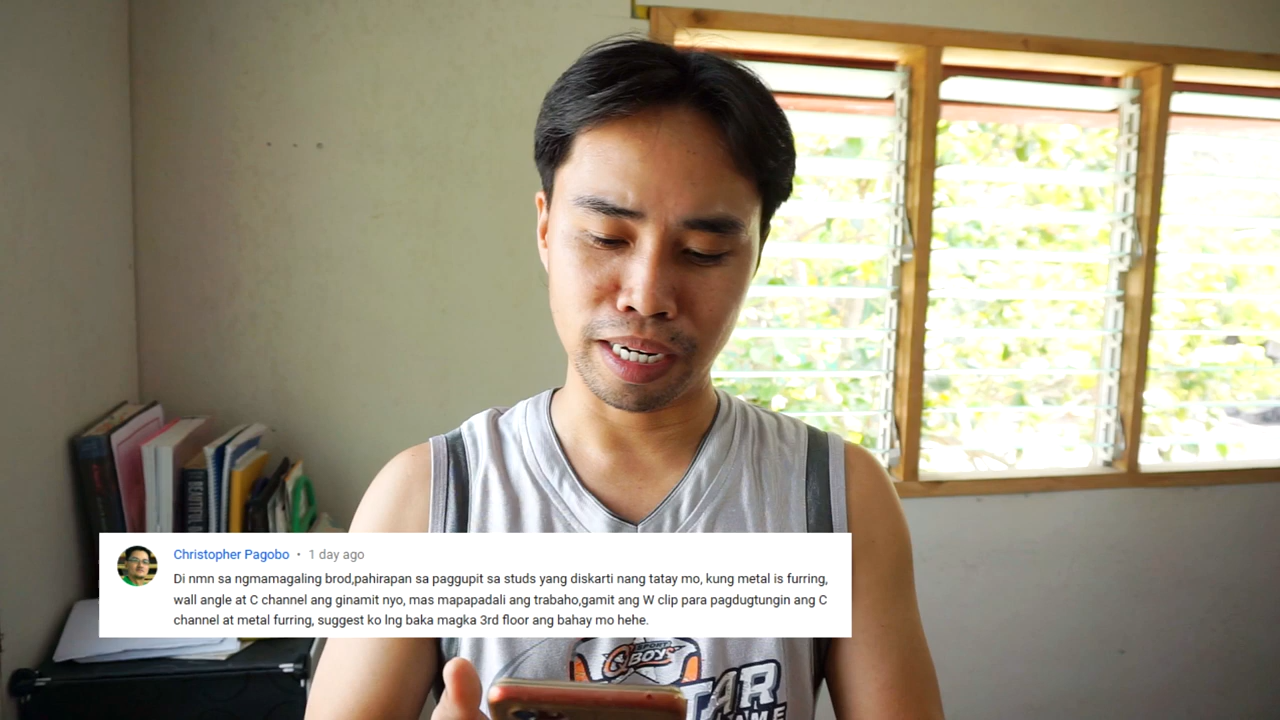 Christopher Pagobo • 1 day ago
Di nmn sa ngmamagaling brod,pahirapan sa paggupit sa studs yang diskarti nang tatay mo, kung metal is furring,
wall angle at C channel ang ginamit nyo, mas mapapadali ang trabaho,gamit ang W clip para pagdugtungin ang C
channel at metal furring, suggest ko lng baka magka 3rd floor ang bahay mo hehe.
SPORT
BOYS